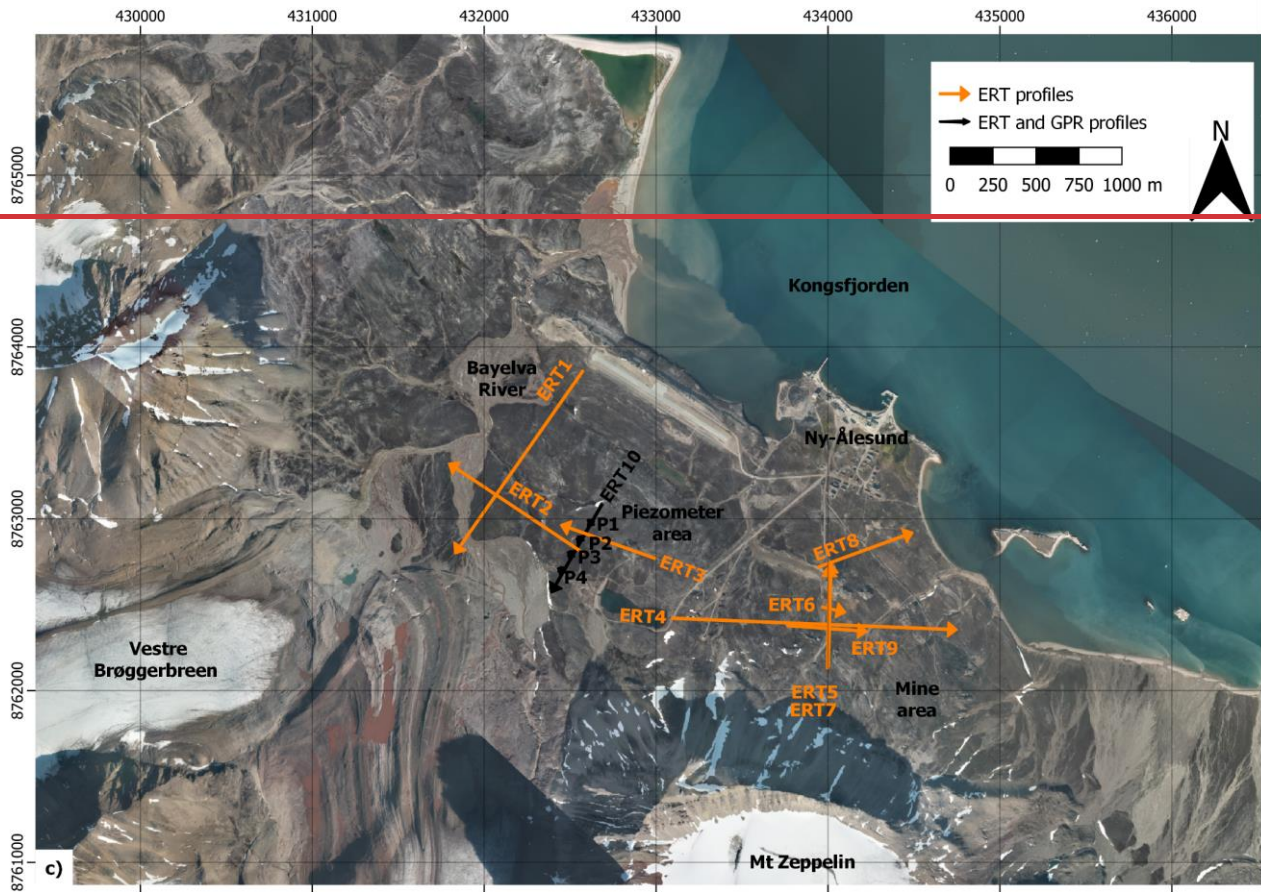 430000 431000 432000 433000 434000 435000 436000
ERT profiles
ERT and GPR profiles
N
0 250 500 750 1000 m
8765000
Kongsfjorden
8764000
Bayelva
River
ERT1
Ny-Ålesund
ERT10
ERT2
8763000
Piezometer
area
P1
P2
P3
P4
ERT3
ERT8
ERT4
ERT6
ERT9
Vestre
Brøggerbreen
8762000
ERT5
ERT7
Mine
area
8761000
c)
Mt Zeppelin